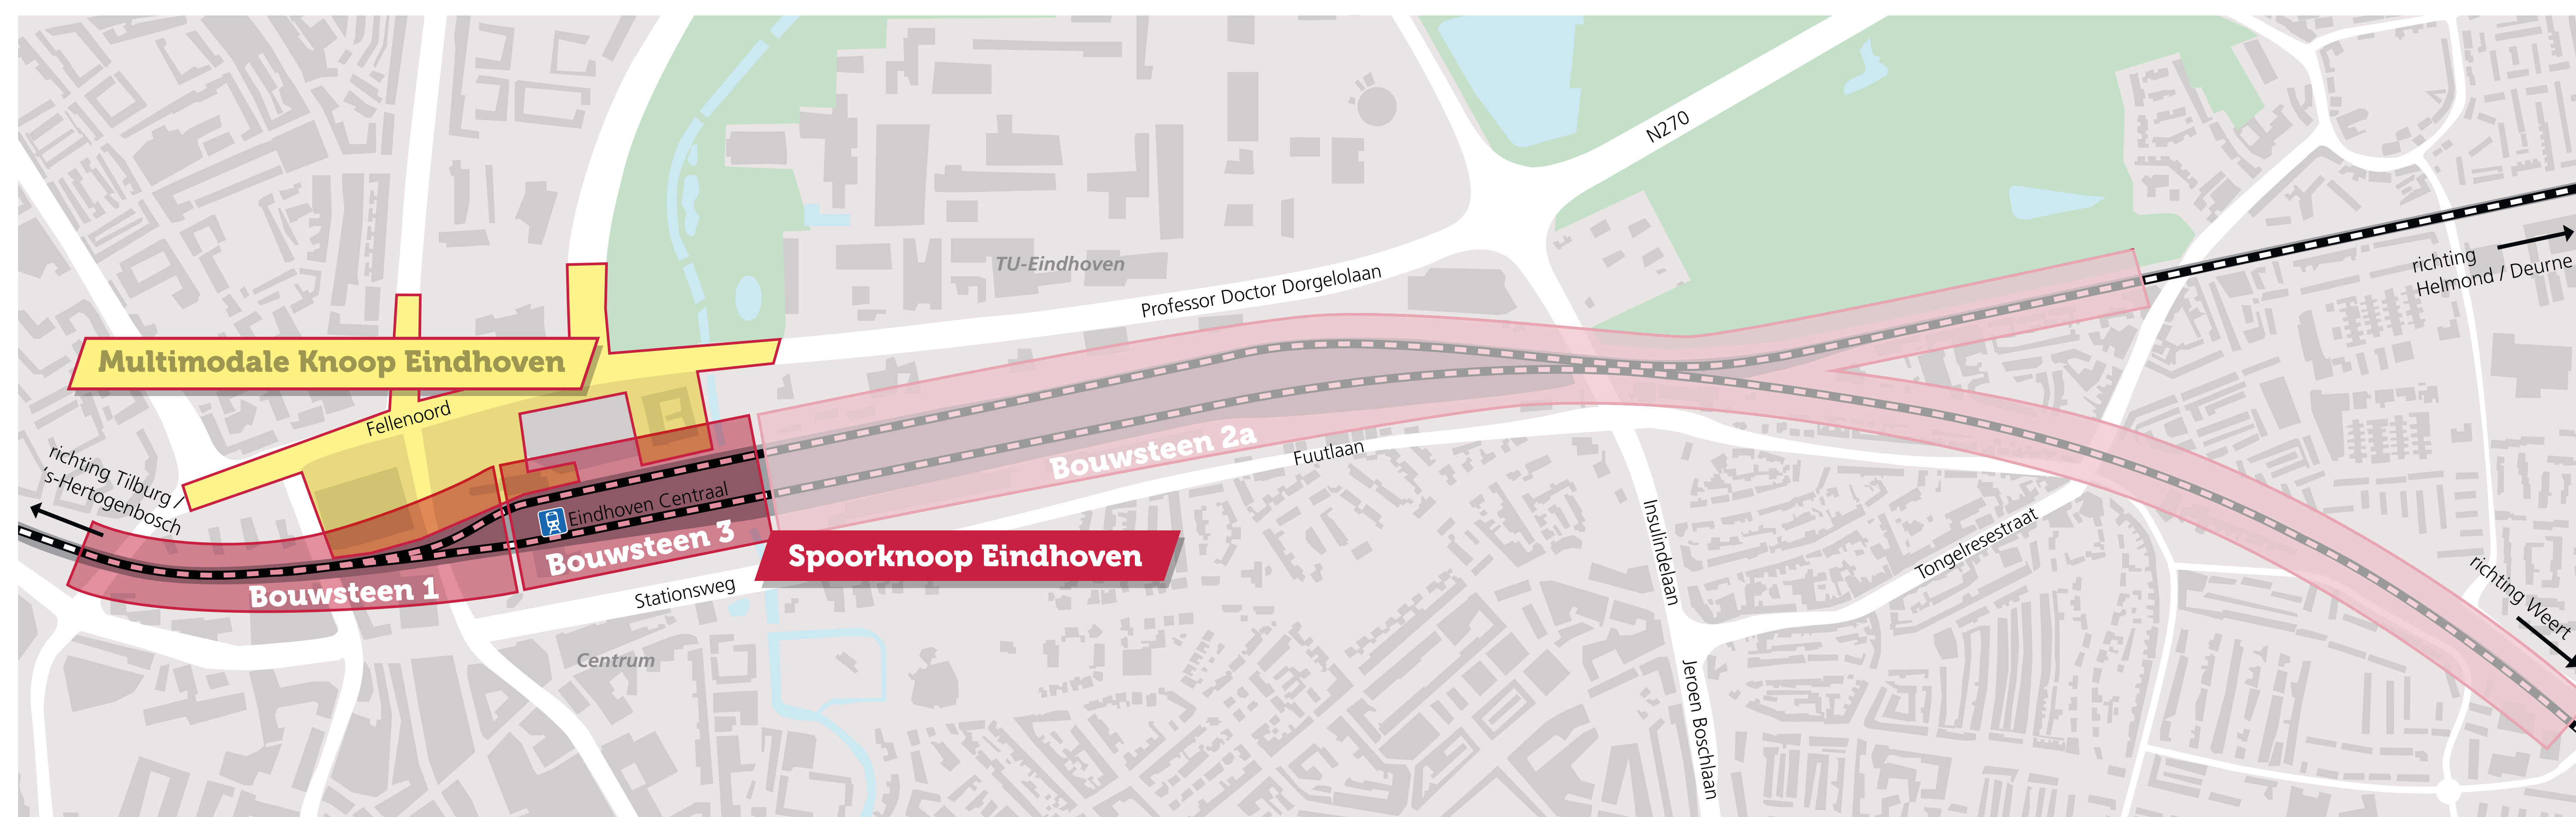 N270
TU-Eindhoven
Professor Doctor Dorgelolaan
richting
Helmond / Deurne
Multimodale Knoop Eindhoven
Fellenoord
richting Tilburg /
's-Hertogenbosch
Eindhoven Centraal
Bouwsteen 1
Bouwsteen 3
Bouwsteen 2a
Fuutlaan
Spoorknoop Eindhoven
Stationsweg
Centrum
Insulindelaan
Tongelresestraat
Jeroen Boschlaan
richting Weert